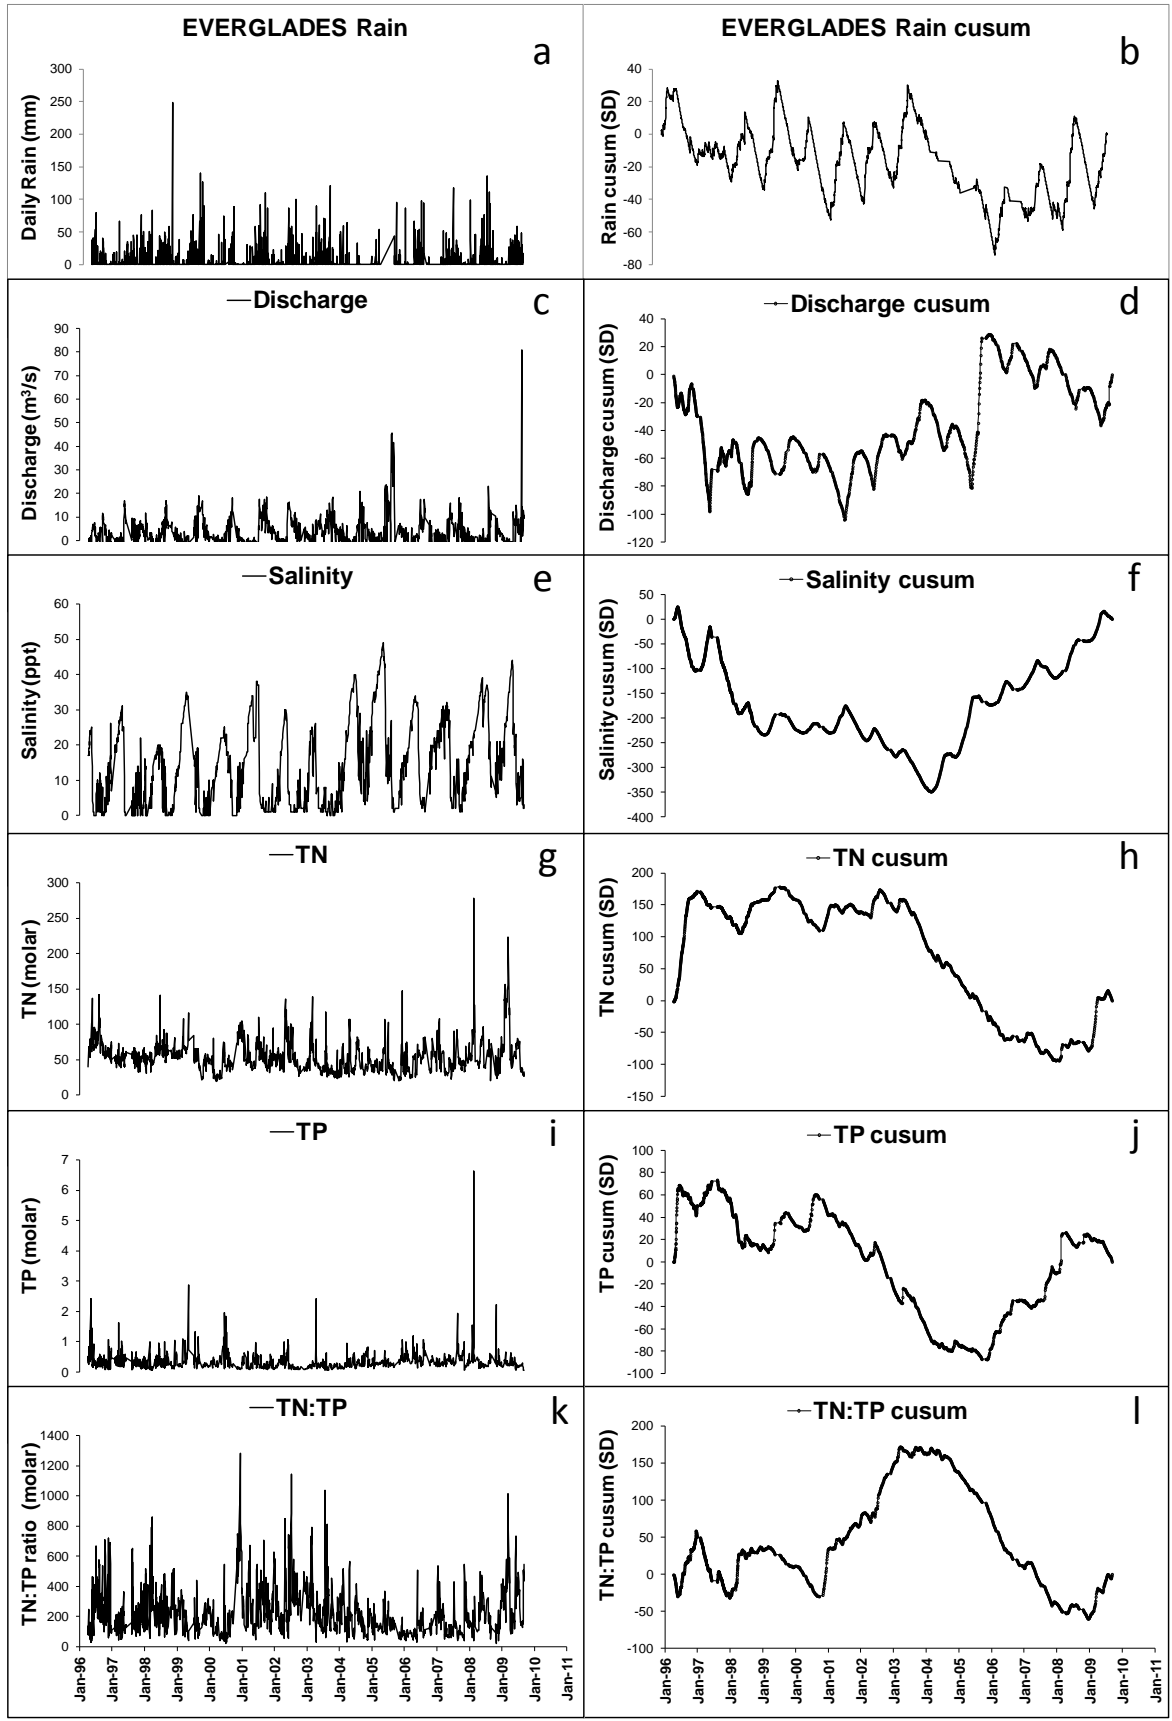 EVERGLADES Rain
a
Daily Rain (mm)
300
250
200
150
100
50
0
EVERGLADES Rain cusum
b
Rain cusum (SD)
40
20
0
-20
-40
-60
-80
Discharge
c
Discharge (m³/s)
90
80
70
60
50
40
30
20
10
0
Discharge cusum
d
Discharge cusum (SD)
40
20
0
-20
-40
-60
-80
-100
-120
Salinity
e
Salinity (ppt)
60
50
40
30
20
10
0
Salinity cusum
f
Salinity cusum (SD)
50
0
-50
-100
-150
-200
-250
-300
-350
-400
TN
g
TN (molar)
300
250
200
150
100
50
0
TN cusum
h
TN cusum (SD)
200
150
100
50
0
-50
-100
-150
TP
i
TP (molar)
7
6
5
4
3
2
1
0
TP cusum
j
TP cusum (SD)
100
80
60
40
20
0
-20
-40
-60
-80
-100
TN:TP
k
TN:TP ratio (molar)
1400
1200
1000
800
600
400
200
0
Jan-96
Jan-97
Jan-98
Jan-99
Jan-00
Jan-01
Jan-02
Jan-03
Jan-04
Jan-05
Jan-06
Jan-07
Jan-08
Jan-09
Jan-10
Jan-11
TN:TP cusum
l
TN:TP cusum (SD)
200
150
100
50
0
-50
-100
Jan-96
Jan-97
Jan-98
Jan-99
Jan-00
Jan-01
Jan-02
Jan-03
Jan-04
Jan-05
Jan-06
Jan-07
Jan-08
Jan-09
Jan-10
Jan-11